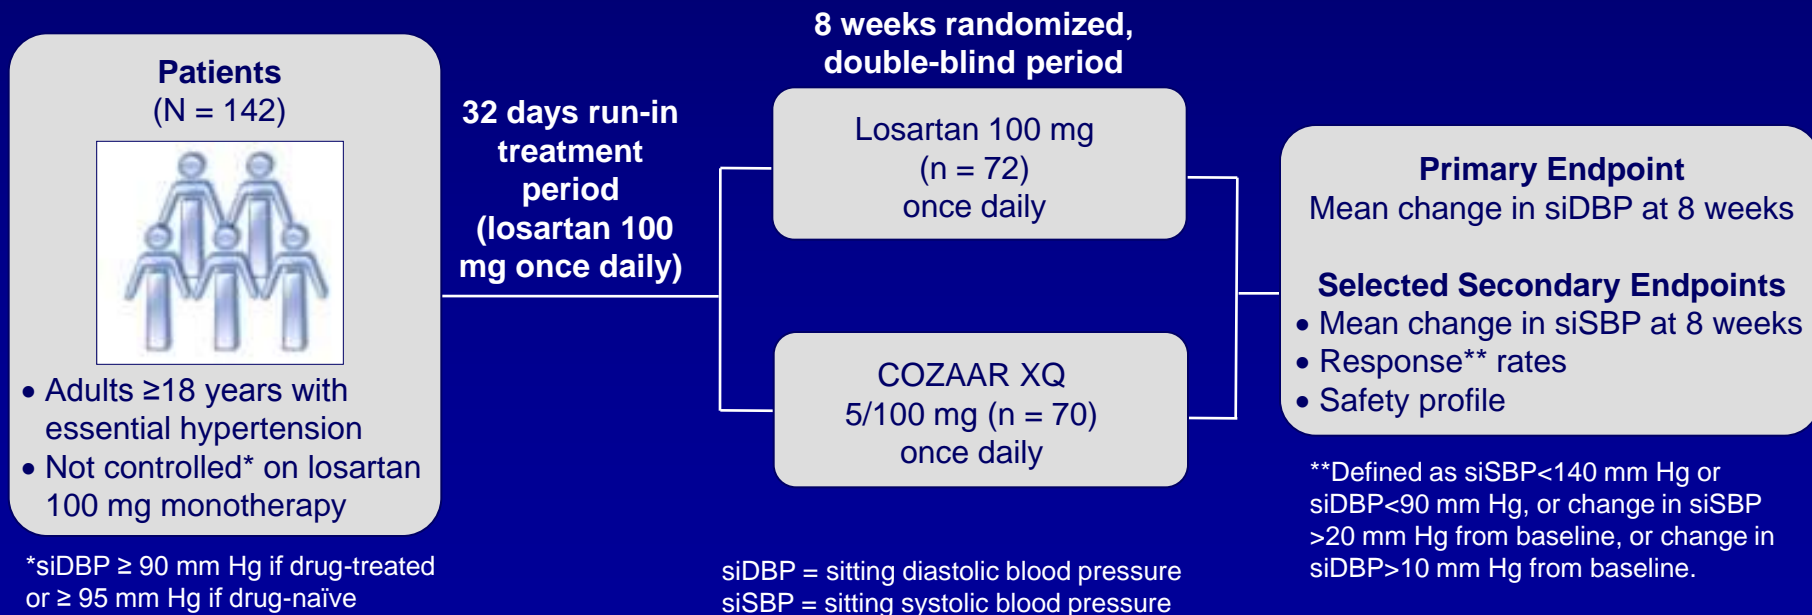 Patients
(N = 142)
• Adults ≥18 years with
essential hypertension
• Not controlled* on losartan
100 mg monotherapy
*siDBP ≥ 90 mm Hg if drug-treated
or ≥ 95 mm Hg if drug-naïve
32 days run-in
treatment
period
(losartan 100
mg once daily)
8 weeks randomized,
double-blind period
Losartan 100 mg
(n = 72)
once daily
COZAAR XQ
5/100 mg (n = 70)
once daily
siDBP = sitting diastolic blood pressure
siSBP = sitting systolic blood pressure
Primary Endpoint
Mean change in siDBP at 8 weeks
Selected Secondary Endpoints
• Mean change in siSBP at 8 weeks
• Response** rates
• Safety profile
**Defined as siSBP<140 mm Hg or
siDBP<90 mm Hg, or change in siSBP
>20 mm Hg from baseline, or change in
siDBP>10 mm Hg from baseline.